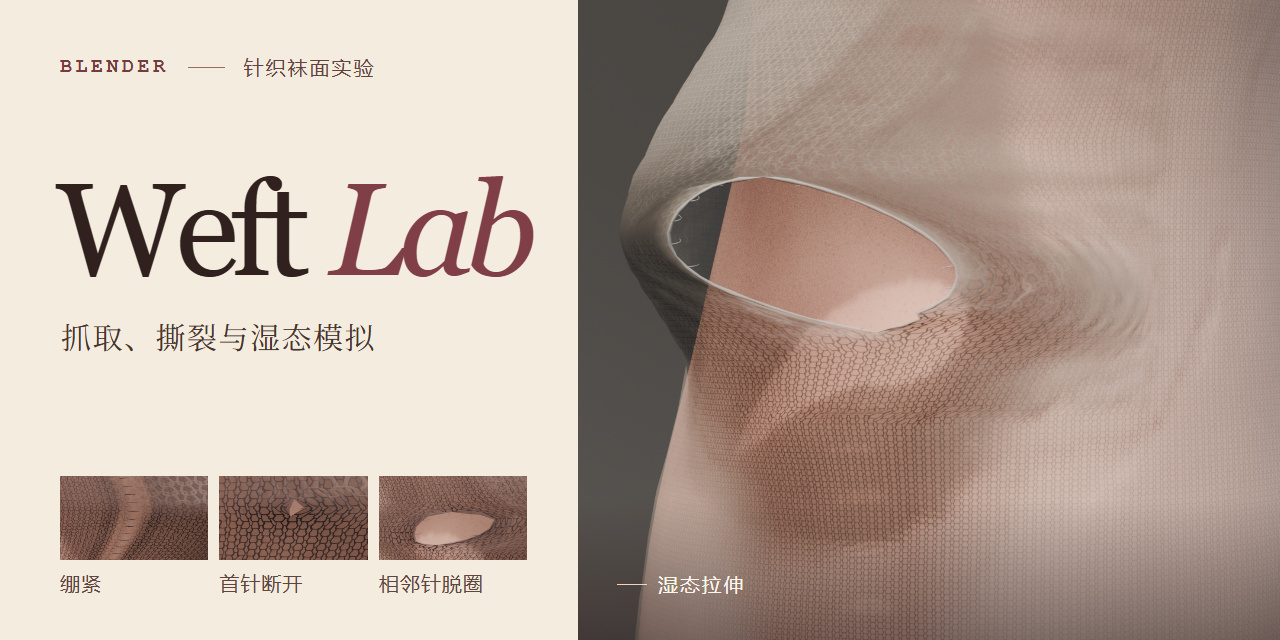 BLENDER — 针织袜面实验
Weft Lab
抓取、撕裂与湿态模拟
绷紧
首针断开
相邻针脱圈
湿态拉伸